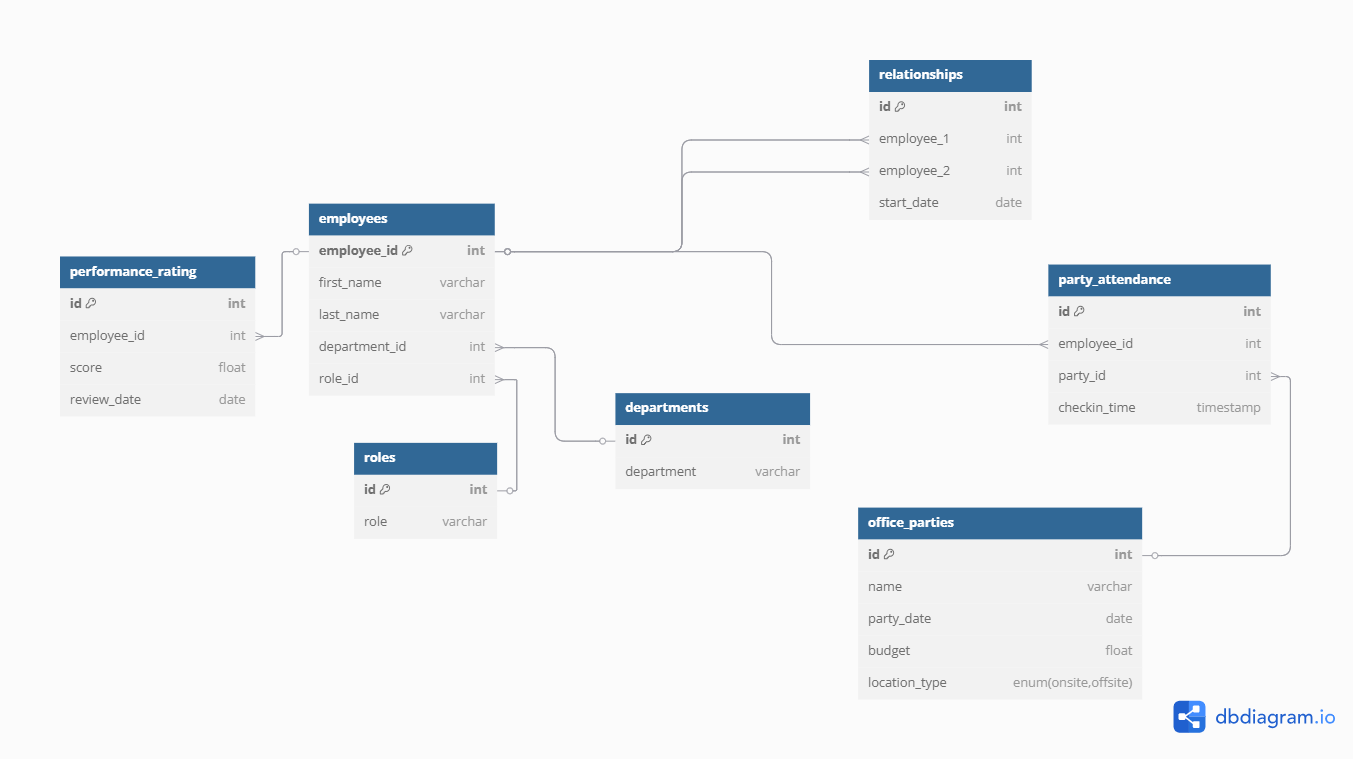 relationships
id int
employee_1 int
employee_2 int
start_date date
employees
employee_id int
first_name varchar
last_name varchar
department_id int
role_id int
performance_rating
id int
employee_id int
score float
review_date date
party_attendance
id int
employee_id int
party_id int
checkin_time timestamp
departments
id int
department varchar
roles
id int
role varchar
office_parties
id int
name varchar
party_date date
budget float
location_type enum(onsite,offsite)
dbdiagram.io